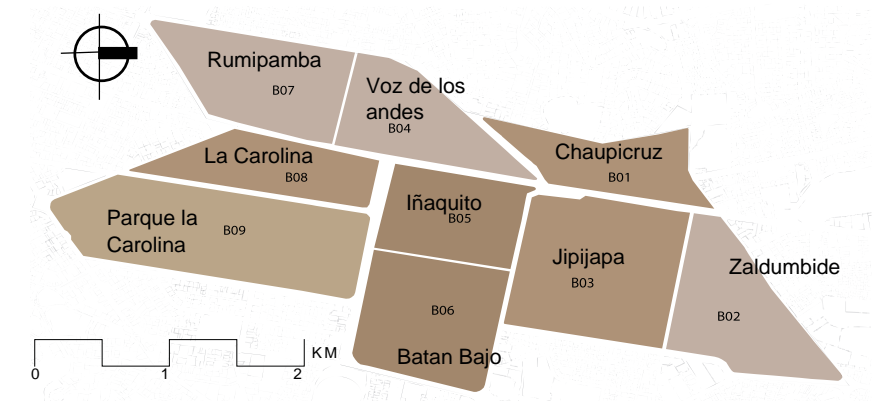 Rumipamba
B07
Voz de los
andes
B04
Chaupicruz
B01
La Carolina
B08
Iñaquito
B05
Parque la
Carolina
B09
Jipijapa
B03
Zaldumbide
B02
B06
Batan Bajo
KM
0
1
2